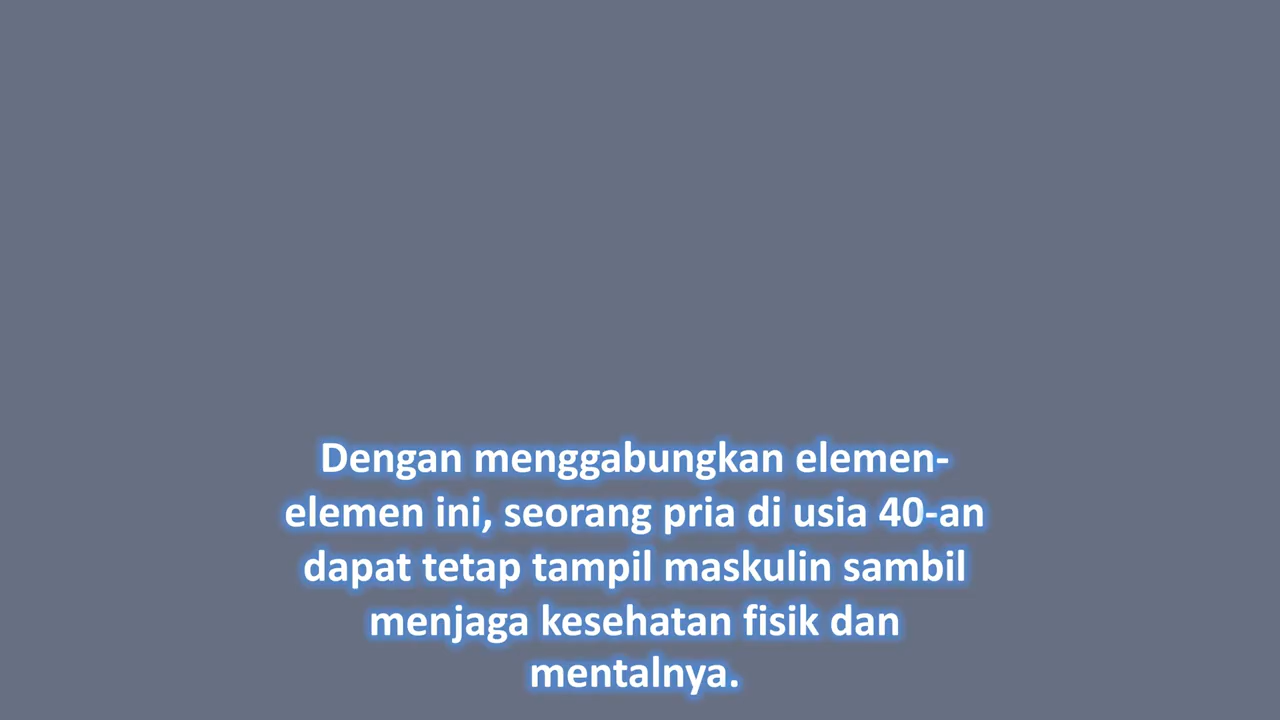 Dengan menggabungkan elemen-
elemen ini, seorang pria di usia 40-an
dapat tetap tampil maskulin sambil
menjaga kesehatan fisik dan
mentalnya.